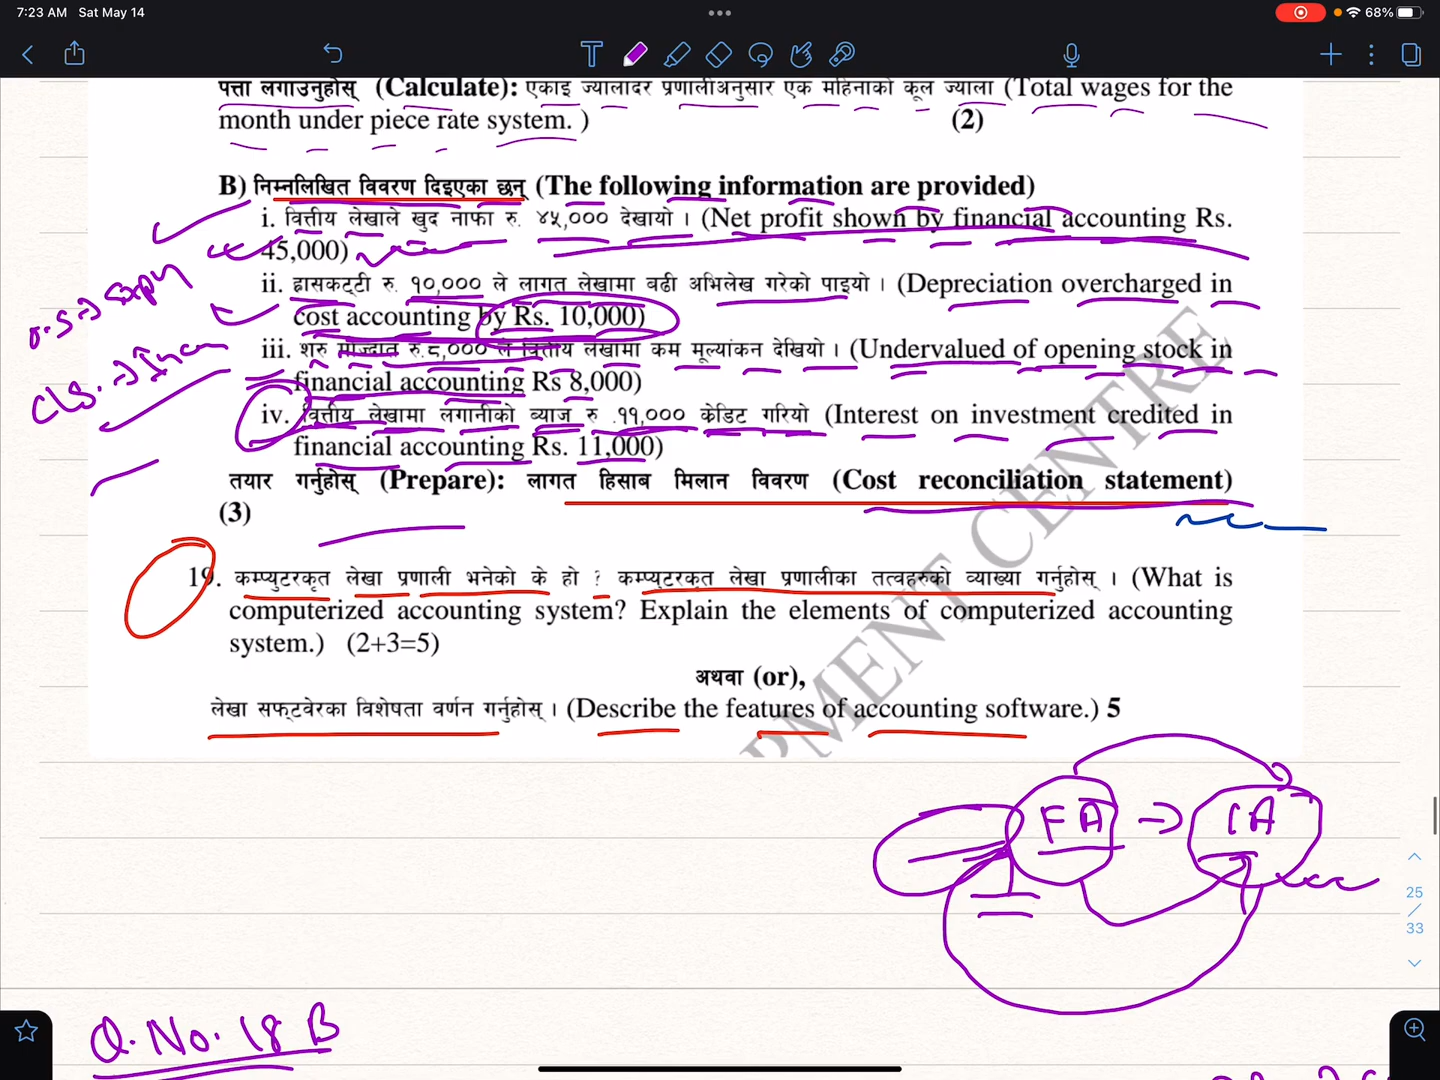 7:23 AM Sat May 14
68%
पत्ता लगाउनुहोस् (Calculate): एकाइ ज्यालादर प्रणालीअनुसार एक महिनाको कूल ज्याला (Total wages for the
month under piece rate system. ) (2)
B) निम्नलिखित विवरण दिइएका छन् (The following information are provided)
i. वित्तीय लेखाले खुद नाफा रु. ४५,००० देखायो । (Net profit shown by financial accounting Rs.
45,000)
ii. ह्रासकट्टी रु. १०,००० ले लागत लेखामा बढी अभिलेख गरेको पाइयो । (Depreciation overcharged in
cost accounting by Rs. 10,000)
iii. शुरु मौज्दात रु.८,००० ले वित्तीय लेखामा कम मूल्यांकन देखियो । (Undervalued of opening stock in
financial accounting Rs 8,000)
iv. वित्तीय लेखामा लगानीको व्याज रु .११,००० केडिट गरियो (Interest on investment credited in
financial accounting Rs. 11,000)
तयार गर्नुहोस् (Prepare): लागत हिसाब मिलान विवरण (Cost reconciliation statement)
(3)
19. कम्प्युटरकृत लेखा प्रणाली भनेको के हो ? कम्प्युटरकृत लेखा प्रणालीका तत्वहरुको व्याख्या गर्नुहोस् । (What is
computerized accounting system? Explain the elements of computerized accounting
system.) (2+3=5)
अथवा (or),
लेखा सफ्टवेरका विशेषता वर्णन गर्नुहोस् । (Describe the features of accounting software.) 5
PMENT CENTRE
FA → CA
25
33
Q. No. 18 B